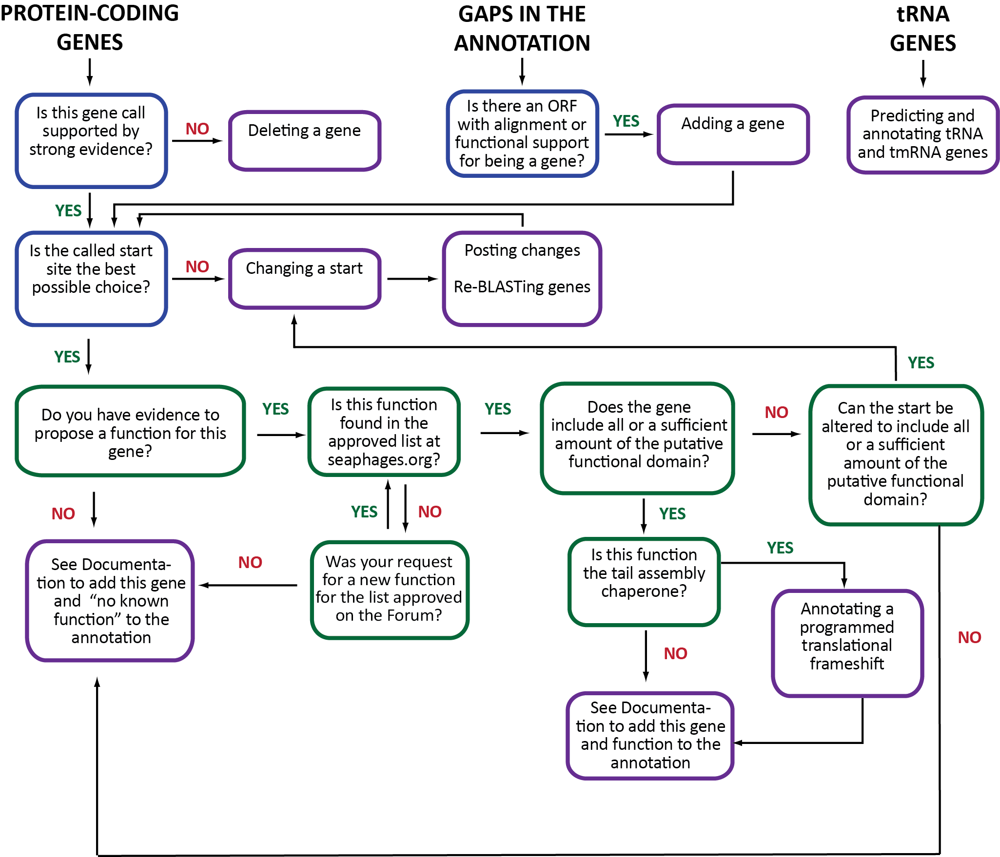 PROTEIN-CODING
GENES
GAPS IN THE
ANNOTATION
tRNA
GENES
Is this gene call
supported by
strong evidence?
NO
Deleting a gene
Is there an ORF
with alignment or
functional support
for being a gene?
YES
Adding a gene
Predicting and
annotating tRNA
and tmRNA genes
YES
Is the called start
site the best
possible choice?
NO
Changing a start
Posting changes
Re-BLASTing genes
YES
YES
Do you have evidence to
propose a function for this
gene?
YES
Is this function
found in the
approved list at
seaphages.org?
YES
Does the gene
include all or a sufficient
amount of the putative
functional domain?
NO
Can the start be
altered to include all
or a sufficient
amount of the
putative functional
domain?
NO
YES
NO
YES
See Documenta-
tion to add this gene
and “no known
function” to the
annotation
NO
Was your request
for a new function
for the list approved
on the Forum?
Is this function
the tail assembly
chaperone?
YES
Annotating a
programmed
translational
frameshift
NO
NO
See Documenta-
tion to add this gene
and function to the
annotation